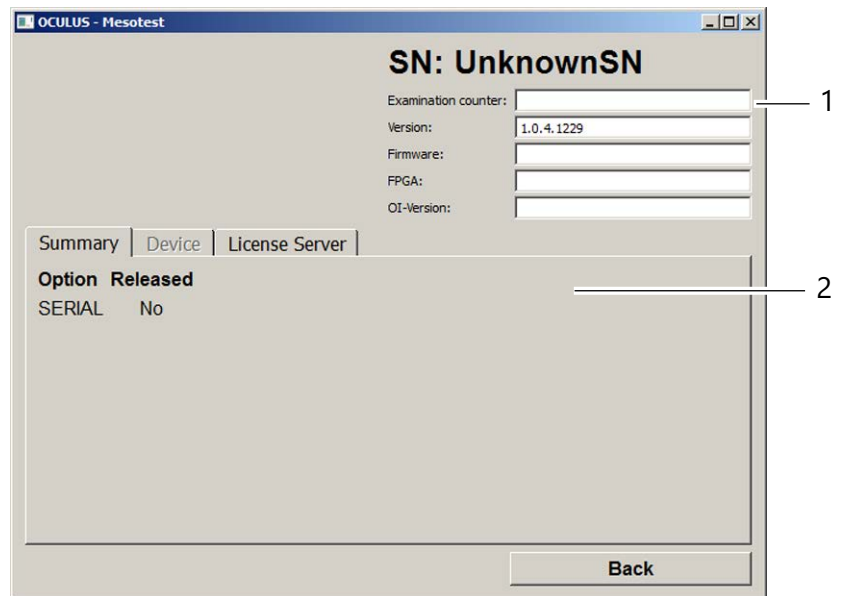 OCULUS - Mesotest
SN: UnknownSN
Examination counter:
1
Version: 1.0.4.1229
Firmware:
FPGA:
OI-Version:
Summary Device License Server
Option Released
2
SERIAL No
Back